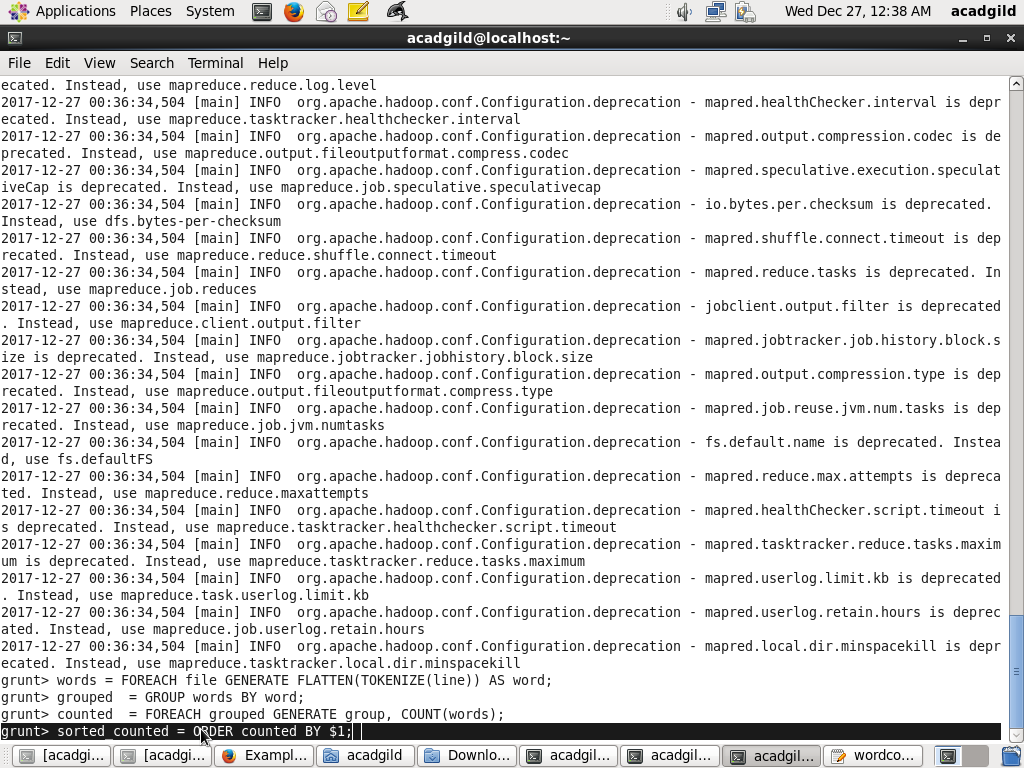 Applications Places System Wed Dec 27, 12:38 AM acadgild
acadgild@localhost:~
File Edit View Search Terminal Help
ecated. Instead, use mapreduce.reduce.log.level
2017-12-27 00:36:34,504 [main] INFO  org.apache.hadoop.conf.Configuration.deprecation - mapred.healthChecker.interval is depr
ecated. Instead, use mapreduce.tasktracker.healthchecker.interval
2017-12-27 00:36:34,504 [main] INFO  org.apache.hadoop.conf.Configuration.deprecation - mapred.output.compression.codec is de
precated. Instead, use mapreduce.output.fileoutputformat.compress.codec
2017-12-27 00:36:34,504 [main] INFO  org.apache.hadoop.conf.Configuration.deprecation - mapred.speculative.execution.speculat
iveCap is deprecated. Instead, use mapreduce.job.speculative.speculativecap
2017-12-27 00:36:34,504 [main] INFO  org.apache.hadoop.conf.Configuration.deprecation - io.bytes.per.checksum is deprecated.
Instead, use dfs.bytes-per-checksum
2017-12-27 00:36:34,504 [main] INFO  org.apache.hadoop.conf.Configuration.deprecation - mapred.shuffle.connect.timeout is dep
recated. Instead, use mapreduce.reduce.shuffle.connect.timeout
2017-12-27 00:36:34,504 [main] INFO  org.apache.hadoop.conf.Configuration.deprecation - mapred.reduce.tasks is deprecated. In
stead, use mapreduce.job.reduces
2017-12-27 00:36:34,504 [main] INFO  org.apache.hadoop.conf.Configuration.deprecation - jobclient.output.filter is deprecated
. Instead, use mapreduce.client.output.filter
2017-12-27 00:36:34,504 [main] INFO  org.apache.hadoop.conf.Configuration.deprecation - mapred.jobtracker.job.history.block.s
ize is deprecated. Instead, use mapreduce.jobtracker.jobhistory.block.size
2017-12-27 00:36:34,504 [main] INFO  org.apache.hadoop.conf.Configuration.deprecation - mapred.output.compression.type is dep
recated. Instead, use mapreduce.output.fileoutputformat.compress.type
2017-12-27 00:36:34,504 [main] INFO  org.apache.hadoop.conf.Configuration.deprecation - mapred.job.reuse.jvm.num.tasks is dep
recated. Instead, use mapreduce.job.jvm.numtasks
2017-12-27 00:36:34,504 [main] INFO  org.apache.hadoop.conf.Configuration.deprecation - fs.default.name is deprecated. Instea
d, use fs.defaultFS
2017-12-27 00:36:34,504 [main] INFO  org.apache.hadoop.conf.Configuration.deprecation - mapred.reduce.max.attempts is depreca
ted. Instead, use mapreduce.reduce.maxattempts
2017-12-27 00:36:34,504 [main] INFO  org.apache.hadoop.conf.Configuration.deprecation - mapred.healthChecker.script.timeout i
s deprecated. Instead, use mapreduce.tasktracker.healthchecker.script.timeout
2017-12-27 00:36:34,504 [main] INFO  org.apache.hadoop.conf.Configuration.deprecation - mapred.tasktracker.reduce.tasks.maxim
um is deprecated. Instead, use mapreduce.tasktracker.reduce.tasks.maximum
2017-12-27 00:36:34,504 [main] INFO  org.apache.hadoop.conf.Configuration.deprecation - mapred.userlog.limit.kb is deprecated
. Instead, use mapreduce.task.userlog.limit.kb
2017-12-27 00:36:34,504 [main] INFO  org.apache.hadoop.conf.Configuration.deprecation - mapred.userlog.retain.hours is deprec
ated. Instead, use mapreduce.job.userlog.retain.hours
2017-12-27 00:36:34,504 [main] INFO  org.apache.hadoop.conf.Configuration.deprecation - mapred.local.dir.minspacekill is depr
ecated. Instead, use mapreduce.tasktracker.local.dir.minspacekill
grunt> words = FOREACH file GENERATE FLATTEN(TOKENIZE(line)) AS word;
grunt> grouped  = GROUP words BY word;
grunt> counted  = FOREACH grouped GENERATE group, COUNT(words);
grunt> sorted_counted = ORDER counted BY $1;
[acadgi... [acadgi... Exampl... acadgild Downlo... acadgil... acadgil... acadgil... wordco...